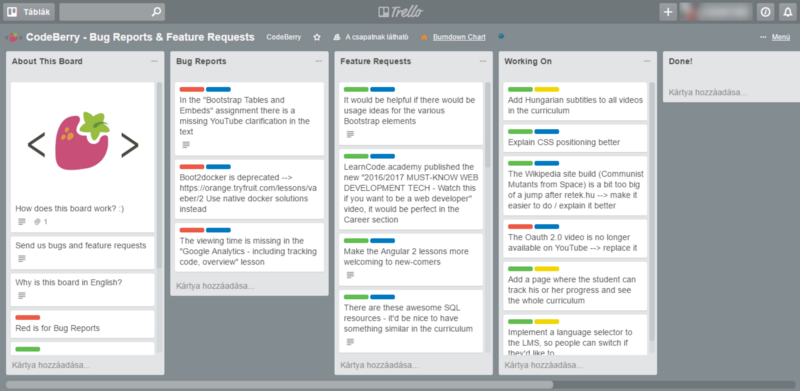 Táblák
Trello
CodeBerry - Bug Reports & Feature Requests
CodeBerry
A csapatnak látható
Burndown Chart
... Menü
About This Board
...
< >
How does this board work? :)
1
Send us bugs and feature requests
Why is this board in English?
Red is for Bug Reports
Kártya hozzáadása...
Bug Reports
...
In the "Bootstrap Tables and
Embeds" assignment there is a
missing YouTube clarification in the
text
Boot2docker is deprecated -->
https://orange.tryfruit.com/lessons/va
eber/2 Use native docker solutions
instead
The viewing time is missing in the
"Google Analytics - including tracking
code, overview" lesson
Kártya hozzáadása...
Feature Requests
...
It would be helpful if there would be
usage ideas for the various
Bootstrap elements
LearnCode.academy published the
new "2016/2017 MUST-KNOW WEB
DEVELOPMENT TECH - Watch this
if you want to be a web developer"
video, it would be perfect in the
Career section
Make the Angular 2 lessons more
welcoming to new-comers
There are these awesome SQL
resources - it'd be nice to have
something similar in the curriculum
Kártya hozzáadása...
Working On
...
Add Hungarian subtitles to all videos
in the curriculum
Explain CSS positioning better
The Wikipedia site build (Communist
Mutants from Space) is a bit too big
of a jump after retek.hu --> make it
easier to do / explain it better
The Oauth 2.0 video is no longer
available on YouTube --> replace it
Add a page where the student can
track his or her progress and see
the whole curriculum
Implement a language selector to
the LMS, so people can switch if
they'd like to
Kártya hozzáadása...
Done!
Kártya hozzáadása...